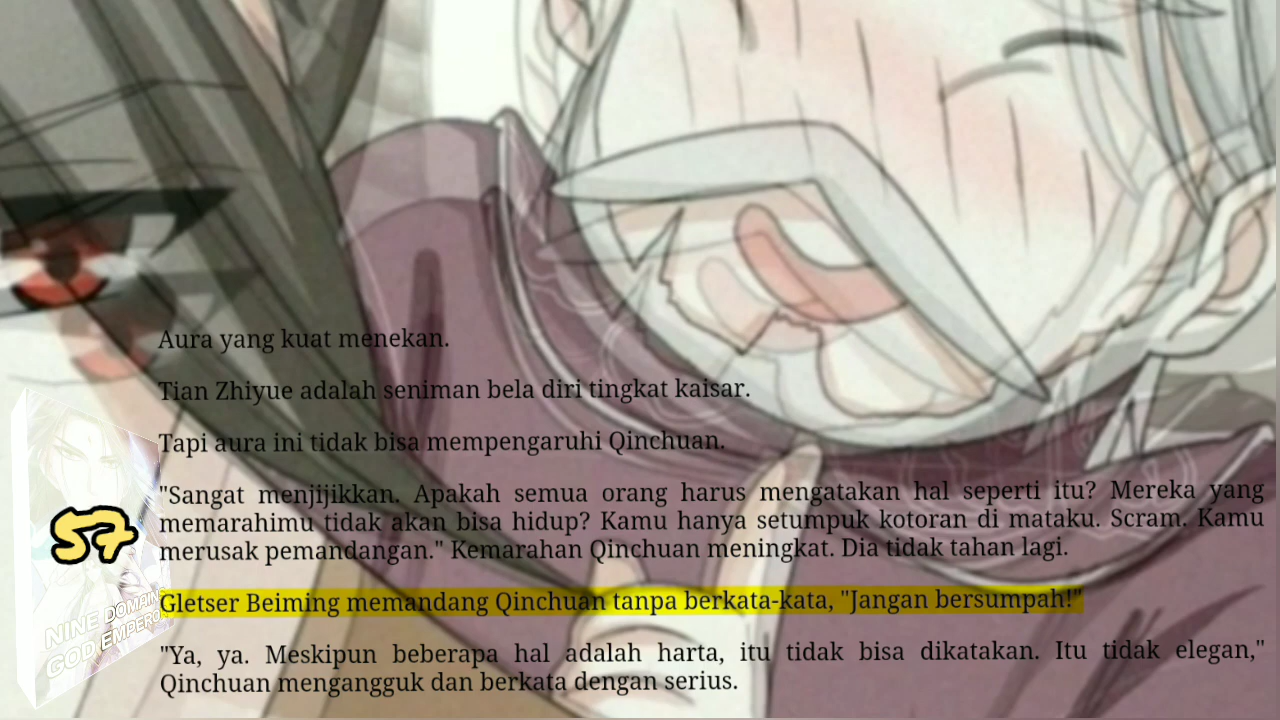 Aura yang kuat menekan.
Tian Zhiyue adalah seniman bela diri tingkat kaisar.
Tapi aura ini tidak bisa mempengaruhi Qinchuan.
"Sangat menjijikkan. Apakah semua orang harus mengatakan hal seperti itu? Mereka yang
memarahimu tidak akan bisa hidup? Kamu hanya setumpuk kotoran di mataku. Scram. Kamu
merusak pemandangan." Kemarahan Qinchuan meningkat. Dia tidak tahan lagi.
57
NINE DOMAIN
GOD EMPERO
Gletser Beiming memandang Qinchuan tanpa berkata-kata, "Jangan bersumpah!"
"Ya, ya. Meskipun beberapa hal adalah harta, itu tidak bisa dikatakan. Itu tidak elegan,"
Qinchuan mengangguk dan berkata dengan serius.